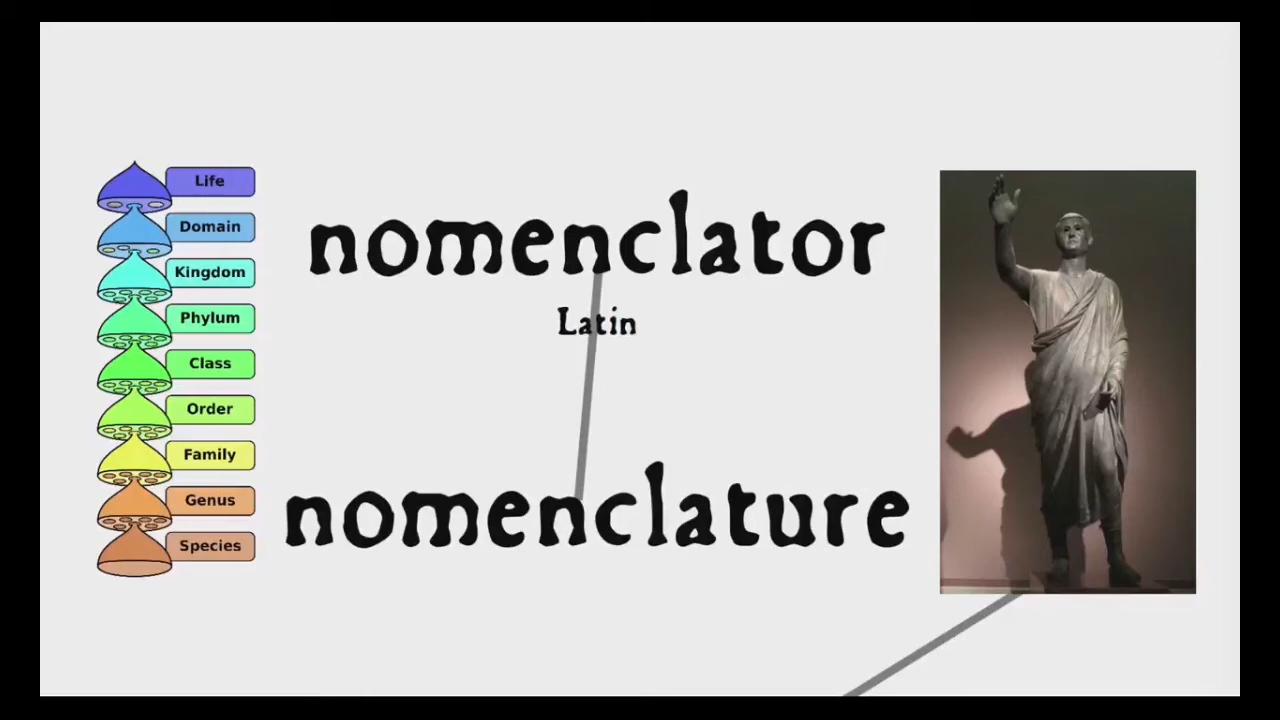 Life
Domain
Kingdom
Phylum
Class
Order
Family
Genus
Species
nomenclator
Latin
nomenclature